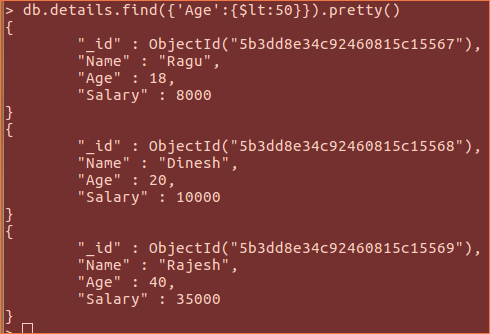 > db.details.find({'Age':{$lt:50}}).pretty()
{
        "_id" : ObjectId("5b3dd8e34c92460815c15567"),
        "Name" : "Ragu",
        "Age" : 18,
        "Salary" : 8000
}
{
        "_id" : ObjectId("5b3dd8e34c92460815c15568"),
        "Name" : "Dinesh",
        "Age" : 20,
        "Salary" : 10000
}
{
        "_id" : ObjectId("5b3dd8e34c92460815c15569"),
        "Name" : "Rajesh",
        "Age" : 40,
        "Salary" : 35000
}
>